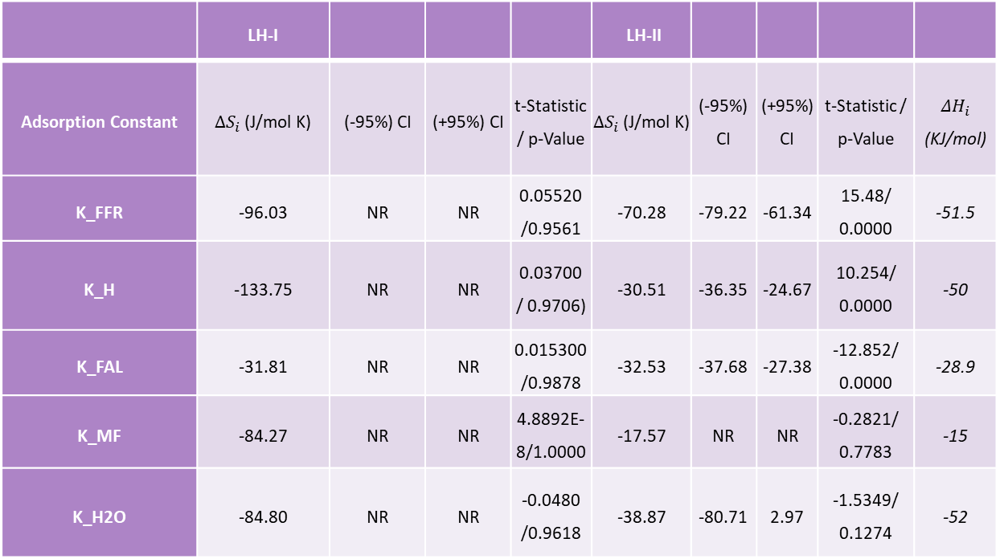 LH-I LH-II
Adsorption Constant Δ𝑆𝑖 (J/mol K) (-95%) CI (+95%) CI t-Statistic / p-Value Δ𝑆𝑖 (J/mol K) (-95%) CI (+95%) CI t-Statistic / p-Value Δ𝐻𝑖 (KJ/mol)
K_FFR -96.03 NR NR 0.05520 /0.9561 -70.28 -79.22 -61.34 15.48/ 0.0000 -51.5
K_H -133.75 NR NR 0.03700 / 0.9706) -30.51 -36.35 -24.67 10.254/ 0.0000 -50
K_FAL -31.81 NR NR 0.015300 /0.9878 -32.53 -37.68 -27.38 -12.852/ 0.0000 -28.9
K_MF -84.27 NR NR 4.8892E-8/1.0000 -17.57 NR NR -0.2821/ 0.7783 -15
K_H2O -84.80 NR NR -0.0480 /0.9618 -38.87 -80.71 2.97 -1.5349/ 0.1274 -52